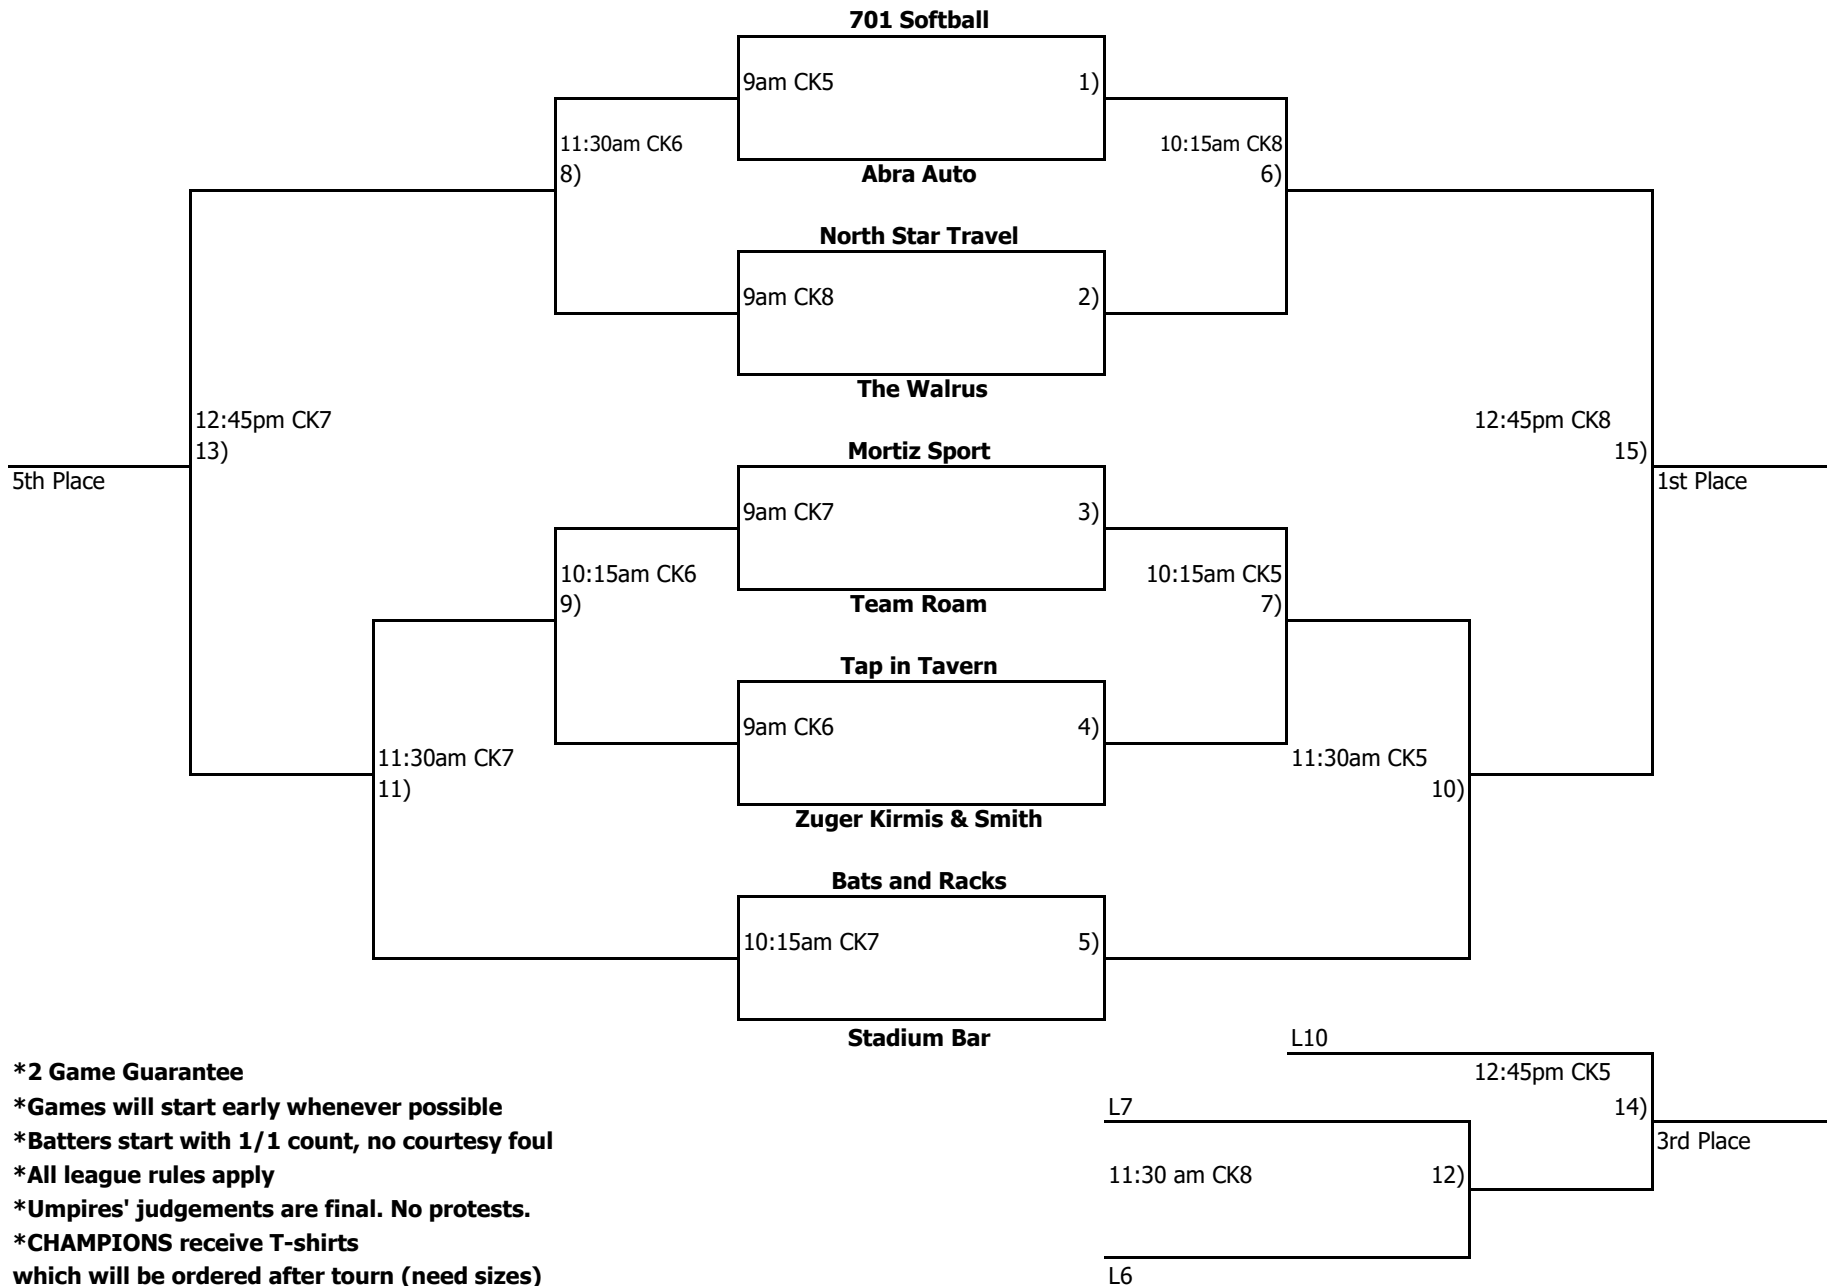 701 Softball
9am CK5 1)
11:30am CK6
8)
10:15am CK8
6)
Abra Auto
North Star Travel
9am CK8 2)
The Walrus
12:45pm CK7
13)
12:45pm CK8
15)
Mortiz Sport
5th Place
1st Place
9am CK7 3)
10:15am CK6
9)
10:15am CK5
7)
Team Roam
Tap in Tavern
9am CK6 4)
11:30am CK7
11)
11:30am CK5
10)
Zuger Kirmis & Smith
Bats and Racks
10:15am CK7 5)
Stadium Bar
L10
12:45pm CK5
14)
L7
3rd Place
11:30 am CK8 12)
L6
*2 Game Guarantee
*Games will start early whenever possible
*Batters start with 1/1 count, no courtesy foul
*All league rules apply
*Umpires' judgements are final. No protests.
*CHAMPIONS receive T-shirts
which will be ordered after tourn (need sizes)